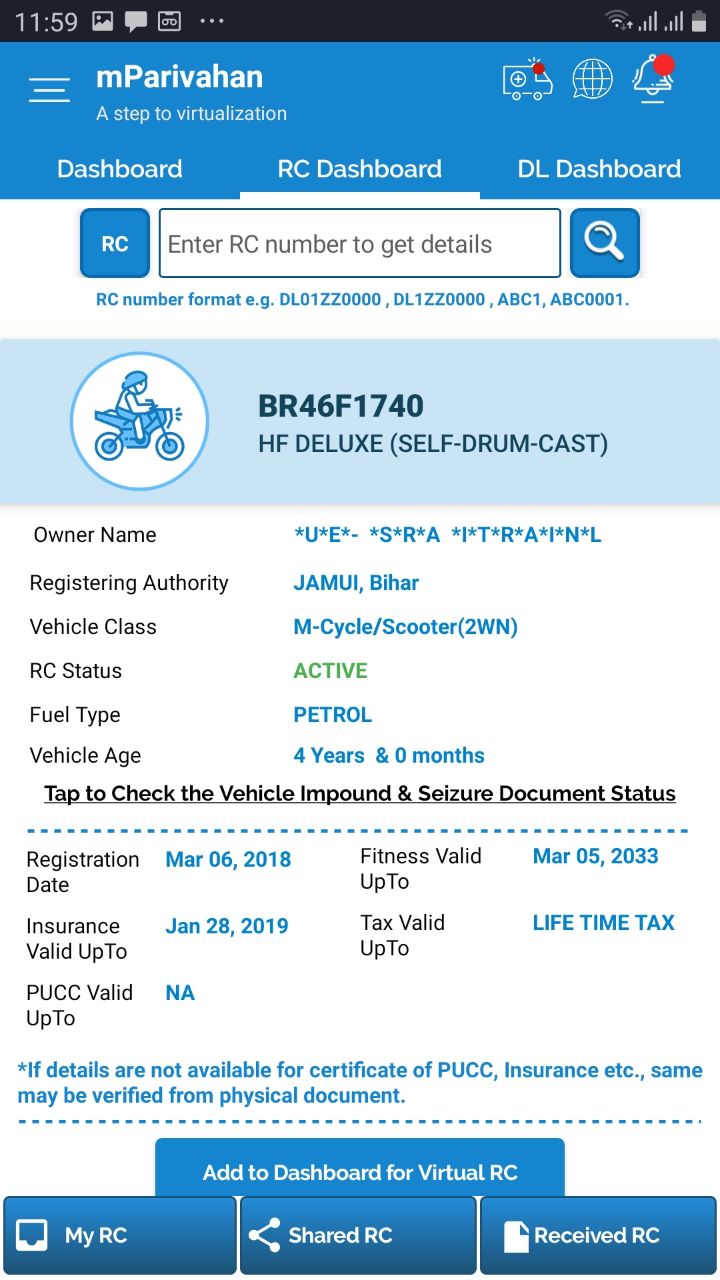 11:59
mParivahan
A step to virtualization
Dashboard RC Dashboard DL Dashboard
RC Enter RC number to get details
RC number format e.g. DL01ZZ0000 , DL1ZZ0000 , ABC1, ABC0001.
BR46F1740
HF DELUXE (SELF-DRUM-CAST)
Owner Name *U*E*- *S*R*A *I*T*R*A*I*N*L
Registering Authority JAMUI, Bihar
Vehicle Class M-Cycle/Scooter(2WN)
RC Status ACTIVE
Fuel Type PETROL
Vehicle Age 4 Years & 0 months
Tap to Check the Vehicle Impound & Seizure Document Status
Registration Date Mar 06, 2018 Fitness Valid UpTo Mar 05, 2033
Insurance Valid UpTo Jan 28, 2019 Tax Valid UpTo LIFE TIME TAX
PUCC Valid UpTo NA
*If details are not available for certificate of PUCC, Insurance etc., same
may be verified from physical document.
Add to Dashboard for Virtual RC
My RC Shared RC Received RC